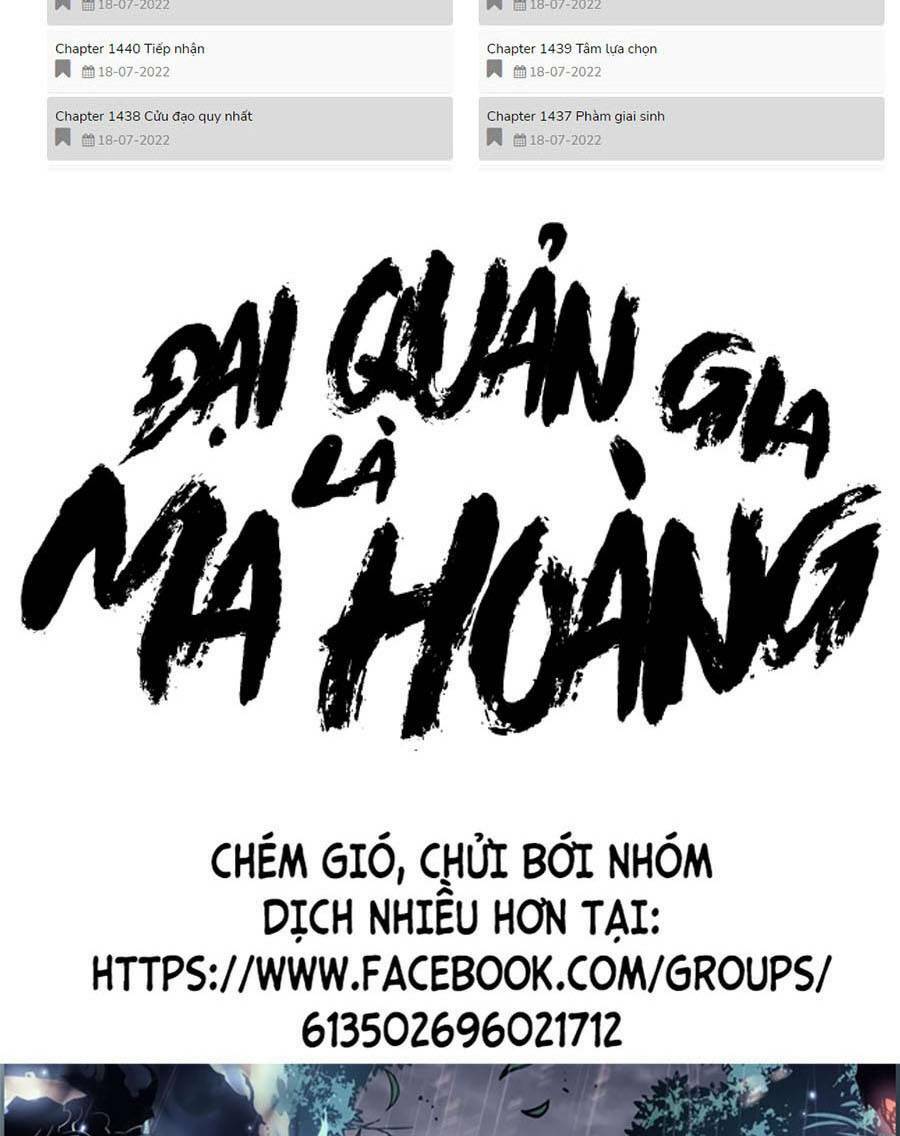 18-07-2022 18-07-2022
Chapter 1440 Tiếp nhận Chapter 1439 Tâm lựa chọn
18-07-2022 18-07-2022
Chapter 1438 Cửu đạo quy nhất Chapter 1437 Phàm giai sinh
18-07-2022 18-07-2022
ĐẠI QUẢN GIA
LÀ
MA HOÀNG
CHÉM GIÓ, CHỬI BỚI NHÓM
DỊCH NHIỀU HƠN TẠI:
HTTPS://WWW.FACEBOOK.COM/GROUPS/
613502696021712